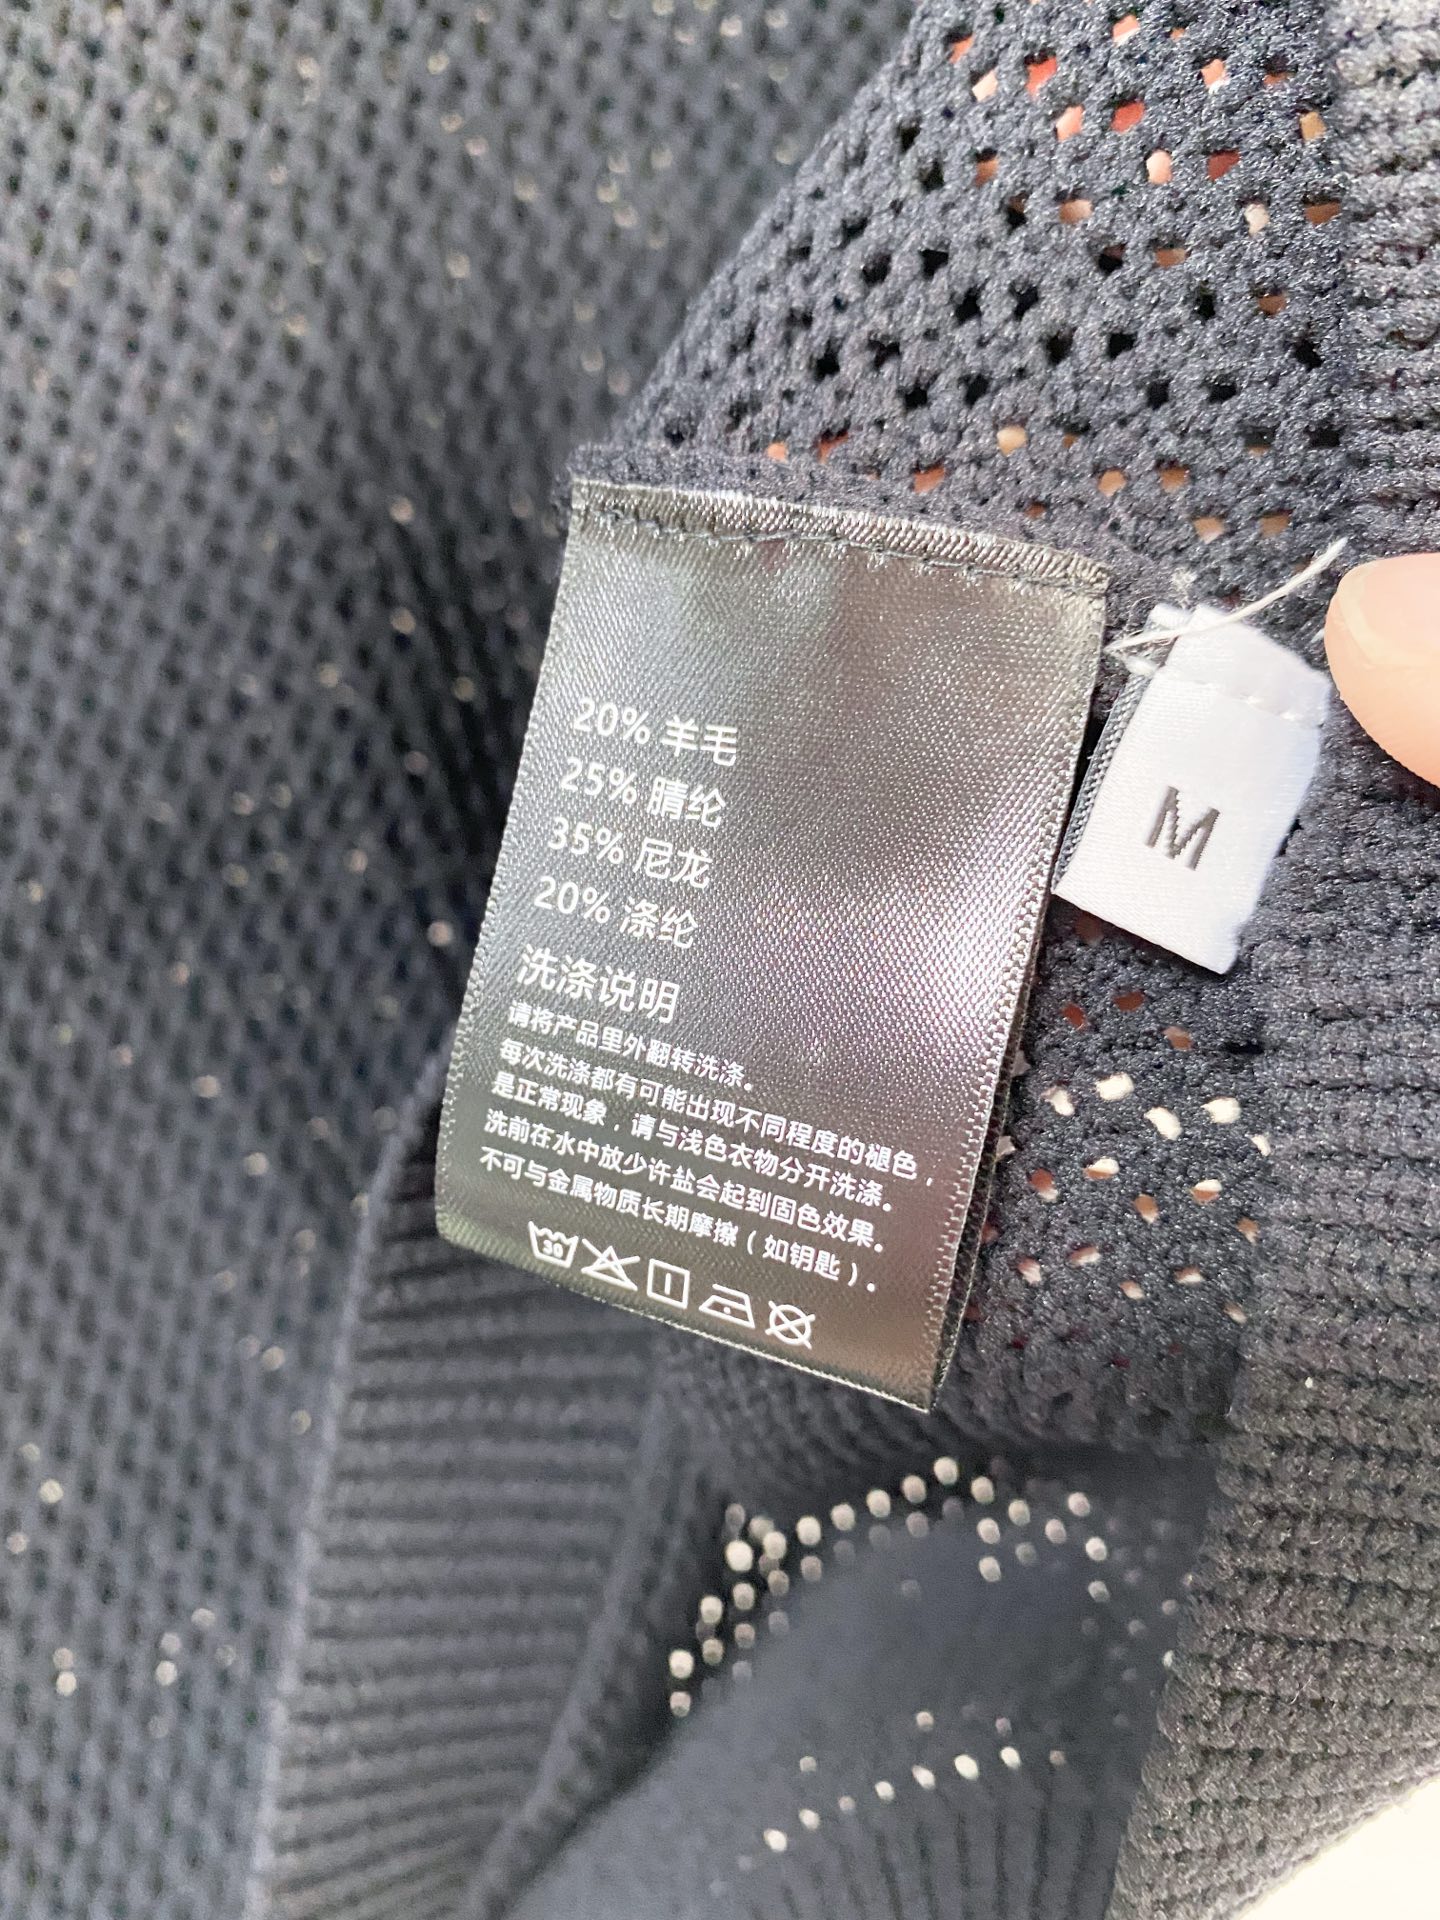 20% 羊毛
25% 睛纶
35% 尼龙
20% 涤纶
洗涤说明
请将产品里外翻转洗涤。
每次洗涤都有可能出现不同程度的褪色，
是正常现象，请与浅色衣物分开洗涤。
洗前在水中放少许盐会起到固色效果。
不可与金属物质长期摩擦（如钥匙）。
30
M